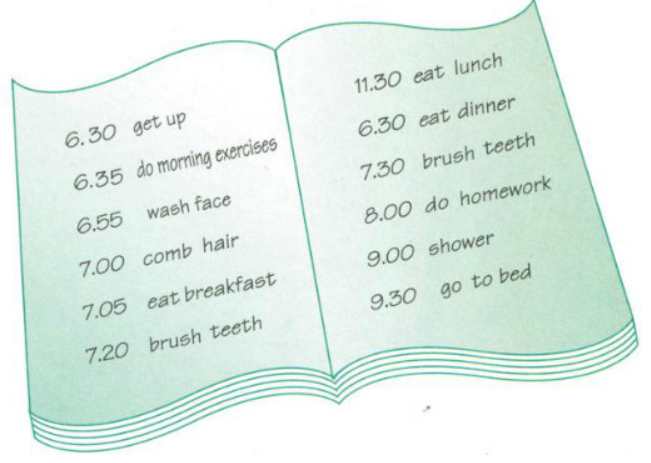 6.30 get up
6.35 do morning exercises
6.55 wash face
7.00 comb hair
7.05 eat breakfast
7.20 brush teeth
11.30 eat lunch
6.30 eat dinner
7.30 brush teeth
8.00 do homework
9.00 shower
9.30 go to bed